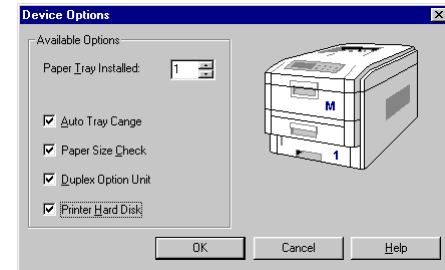 Device Options
Available Options
Paper Tray Installed: 1
M
Auto Tray Cange
Paper Size Check
1
Duplex Option Unit
Printer Hard Disk
OK Cancel Help